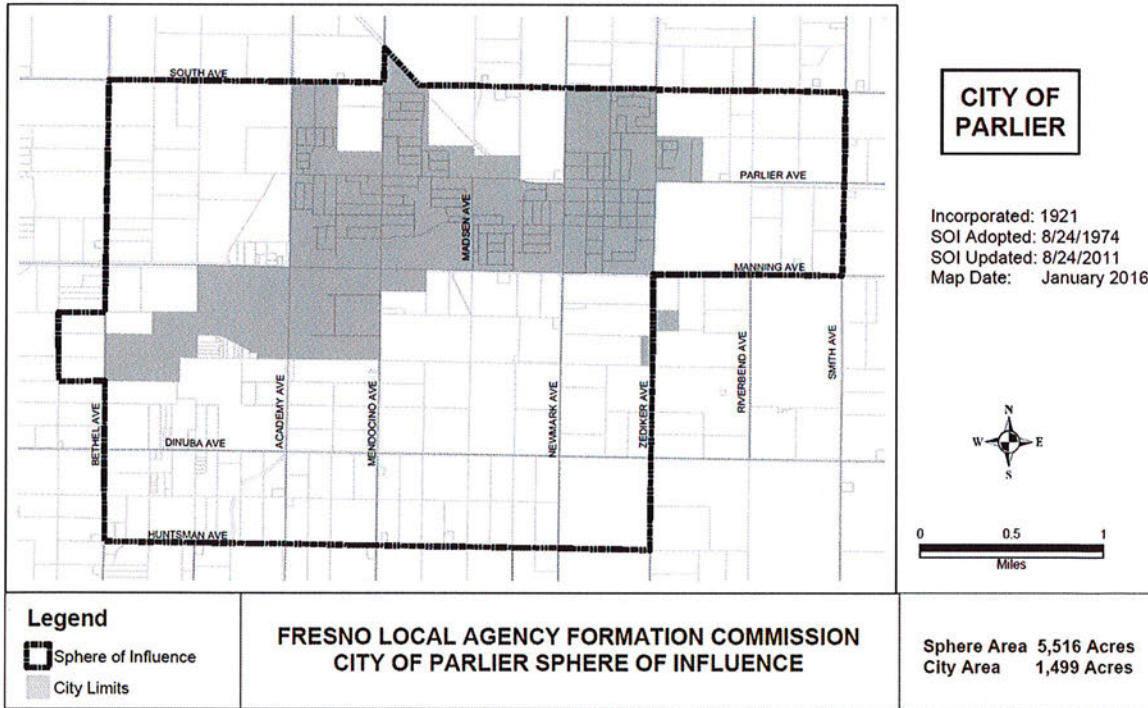 SOUTH AVE
PARLIER AVE
MADSEN AVE
MANNING AVE
BETHEL AVE
ACADEMY AVE
MENDOCINO AVE
NEWMARK AVE
ZEDIKER AVE
RIVERBEND AVE
SMITH AVE
DINUBA AVE
HUNTSMAN AVE
CITY OF
PARLIER
Incorporated: 1921
SOI Adopted: 8/24/1974
SOI Updated: 8/24/2011
Map Date: January 2016
N
W E
S
0 0.5 1
Miles
Legend
Sphere of Influence
City Limits
FRESNO LOCAL AGENCY FORMATION COMMISSION
CITY OF PARLIER SPHERE OF INFLUENCE
Sphere Area 5,516 Acres
City Area 1,499 Acres